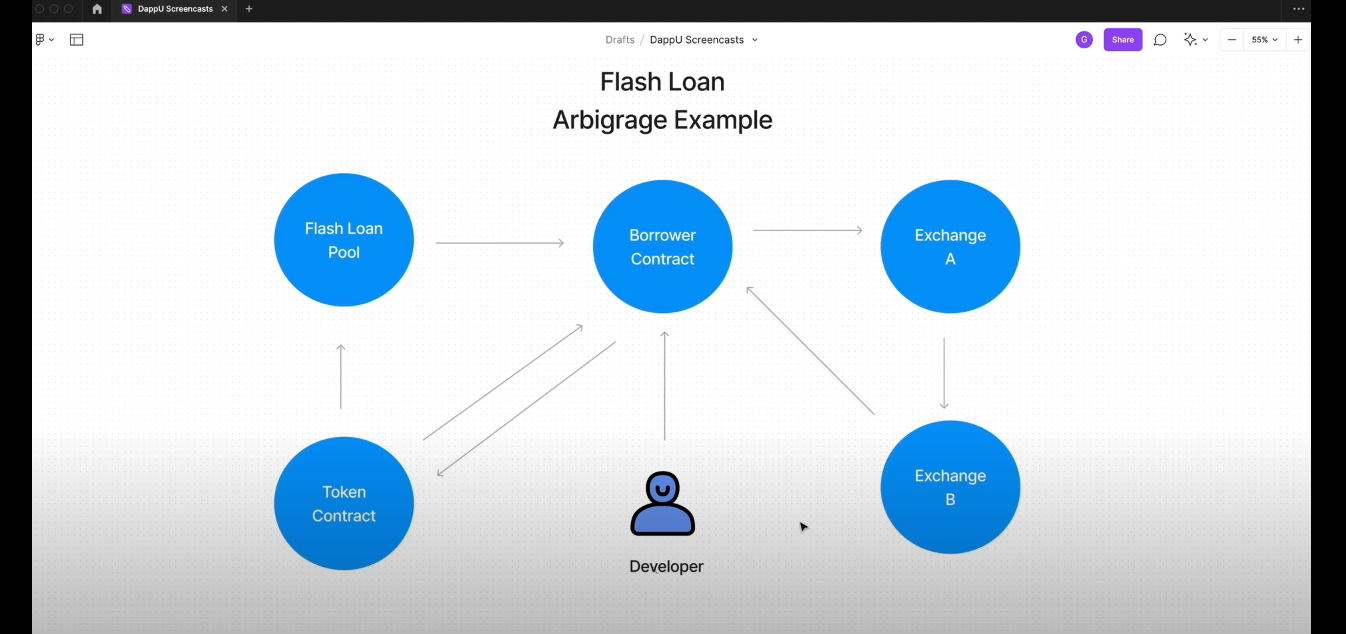 DappU Screencasts
Drafts / DappU Screencasts
G
Share
55%
Flash Loan
Arbigrage Example
Flash Loan
Pool
Borrower
Contract
Exchange
A
Token
Contract
Developer
Exchange
B